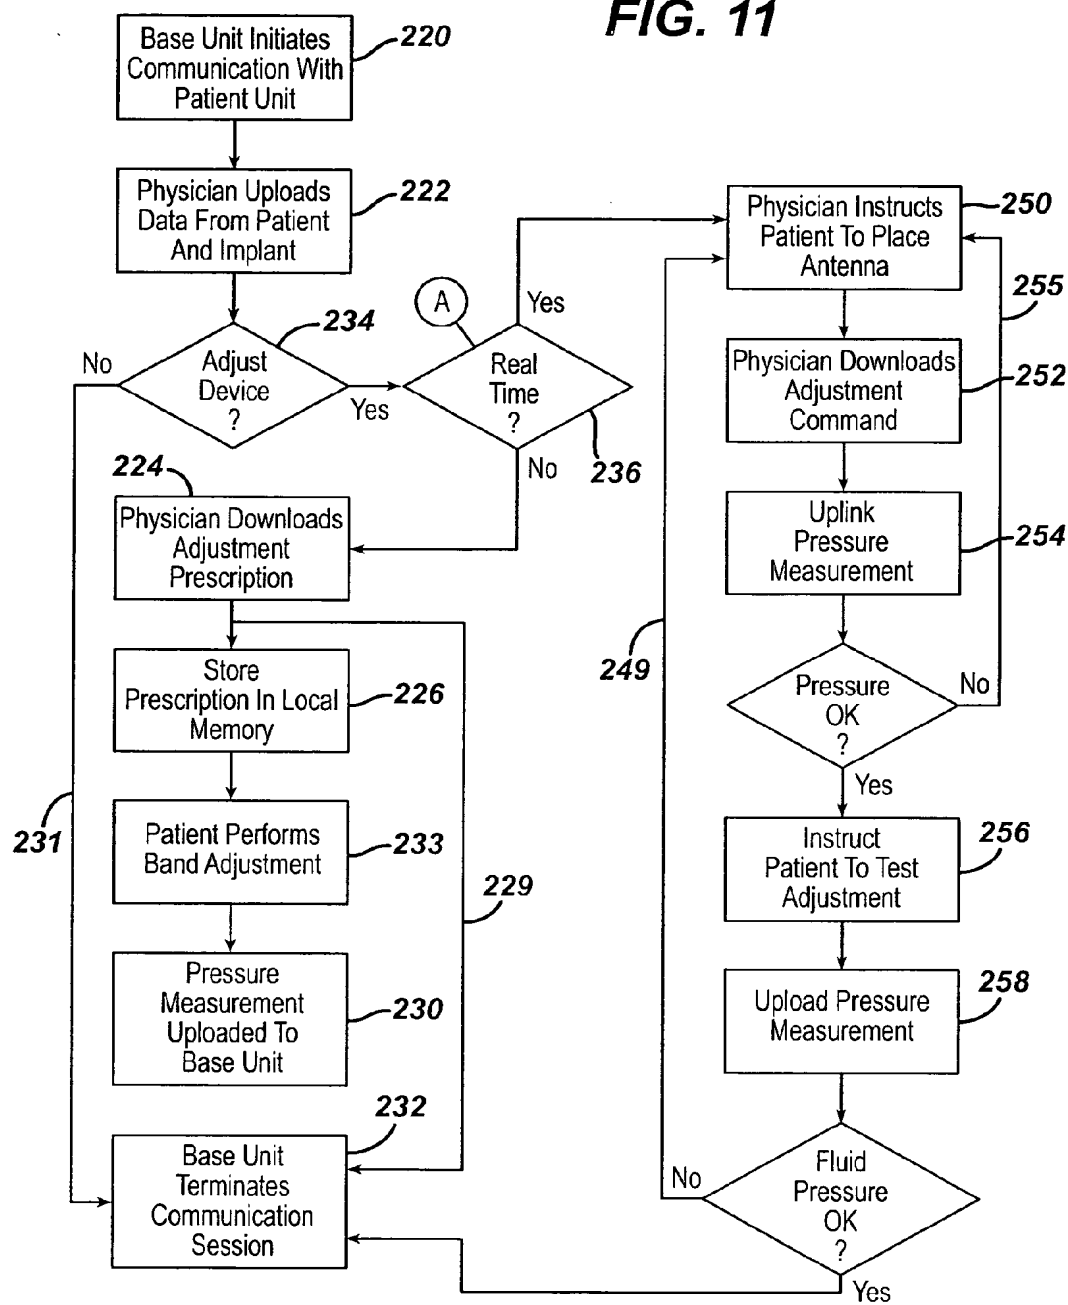 FIG. 11
Base Unit Initiates
Communication With
Patient Unit
220
Physician Uploads
Data From Patient
And Implant
222
Adjust
Device
?
234
No
Yes
A
Real
Time
?
236
Yes
No
224
Physician Downloads
Adjustment
Prescription
Store
Prescription In Local
Memory
226
Patient Performs
Band Adjustment
233
Pressure
Measurement
Uploaded To
Base Unit
230
231
229
232
Base Unit
Terminates
Communication
Session
Physician Instructs
Patient To Place
Antenna
250
255
Physician Downloads
Adjustment
Command
252
Uplink
Pressure
Measurement
254
249
Pressure
OK
?
No
Yes
Instruct
Patient To Test
Adjustment
256
Upload Pressure
Measurement
258
Fluid
Pressure
OK
?
No
Yes